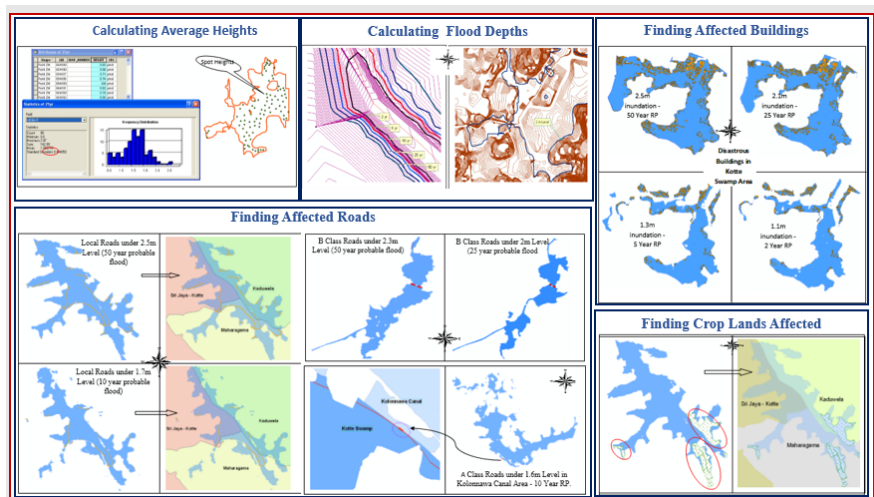 Calculating Average Heights
Spot Heights
Frequency Distribution
Calculating Flood Depths
Finding Affected Buildings
2.5m
inundation -
50 Year RP
2.1m
inundation -
25 Year RP
Disastrous
Buildings in
Kotte
Swamp Area
1.3m
inundation -
5 Year RP
1.1m
inundation -
2 Year RP
Finding Affected Roads
Local Roads under 2.5m
Level (50 year probable
flood)
Sri Jaya - Kotte
Kaduwela
Maharagama
B Class Roads under 2.3m
Level (50 year probable
flood)
B Class Roads under 2m Level
(25 year probable
flood
Local Roads under 1.7m
Level (10 year probable
flood)
Sri Jaya - Kotte
Kaduwela
Maharagama
Kolonnawa Canal
Kotte Swamp
A Class Roads under 1.6m Level in
Kolonnawa Canal Area - 10 Year RP.
Finding Crop Lands Affected
Sri Jaya - Kotte
Kaduwela
Maharagama